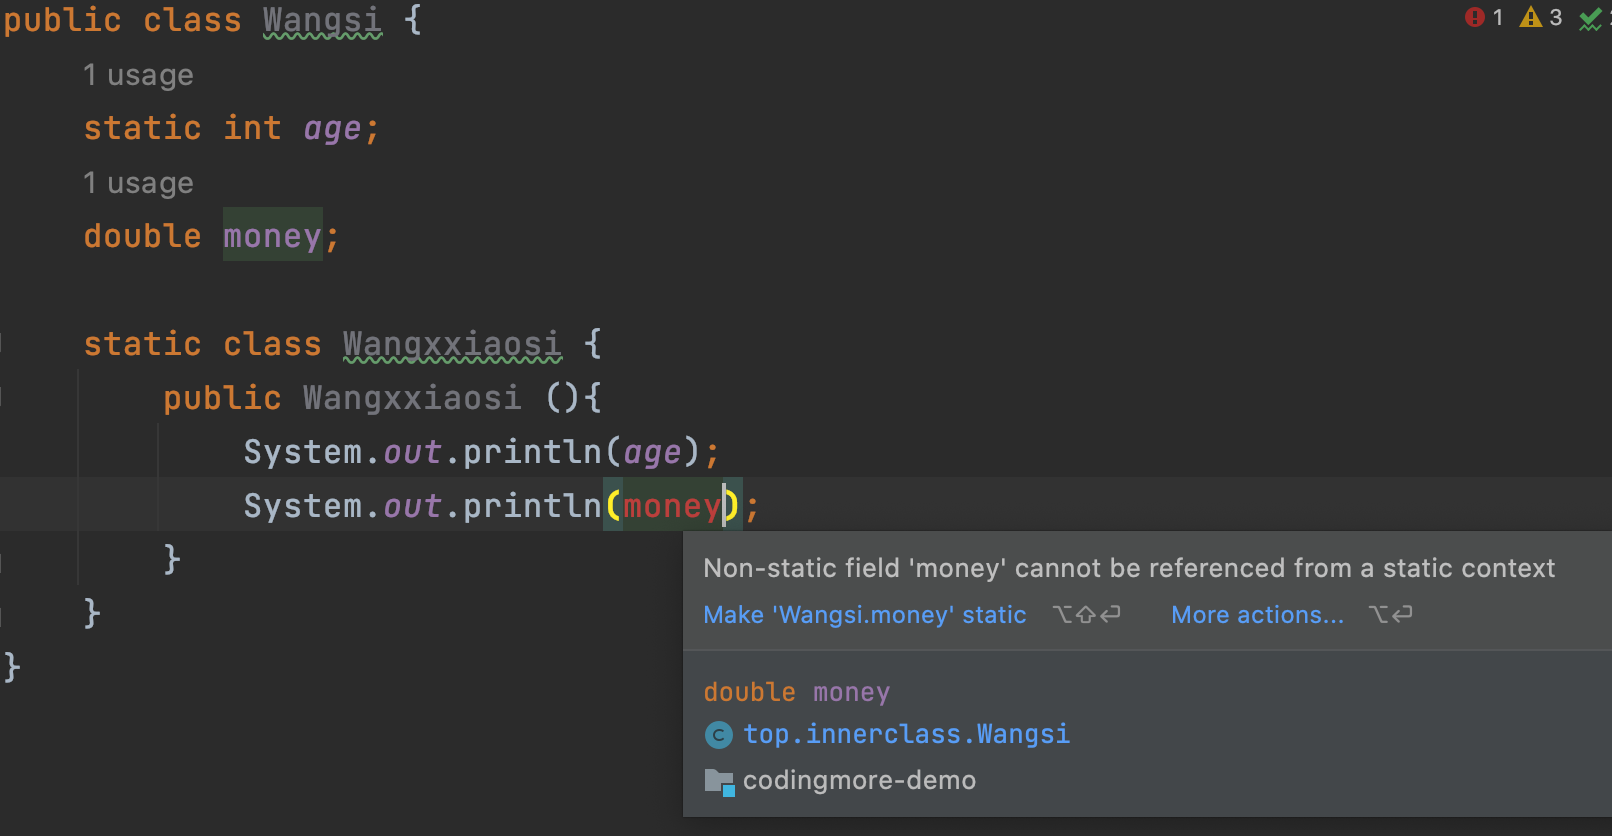 public class Wangsi {
1 3
1 usage
static int age;
1 usage
double money;
static class Wangxxiaosi {
public Wangxxiaosi (){
System.out.println(age);
System.out.println(money);
}
}
}
Non-static field 'money' cannot be referenced from a static context
Make 'Wangsi.money' static ⌥⇧↩ More actions... ⌥↩
double money
C top.innerclass.Wangsi
codingmore-demo